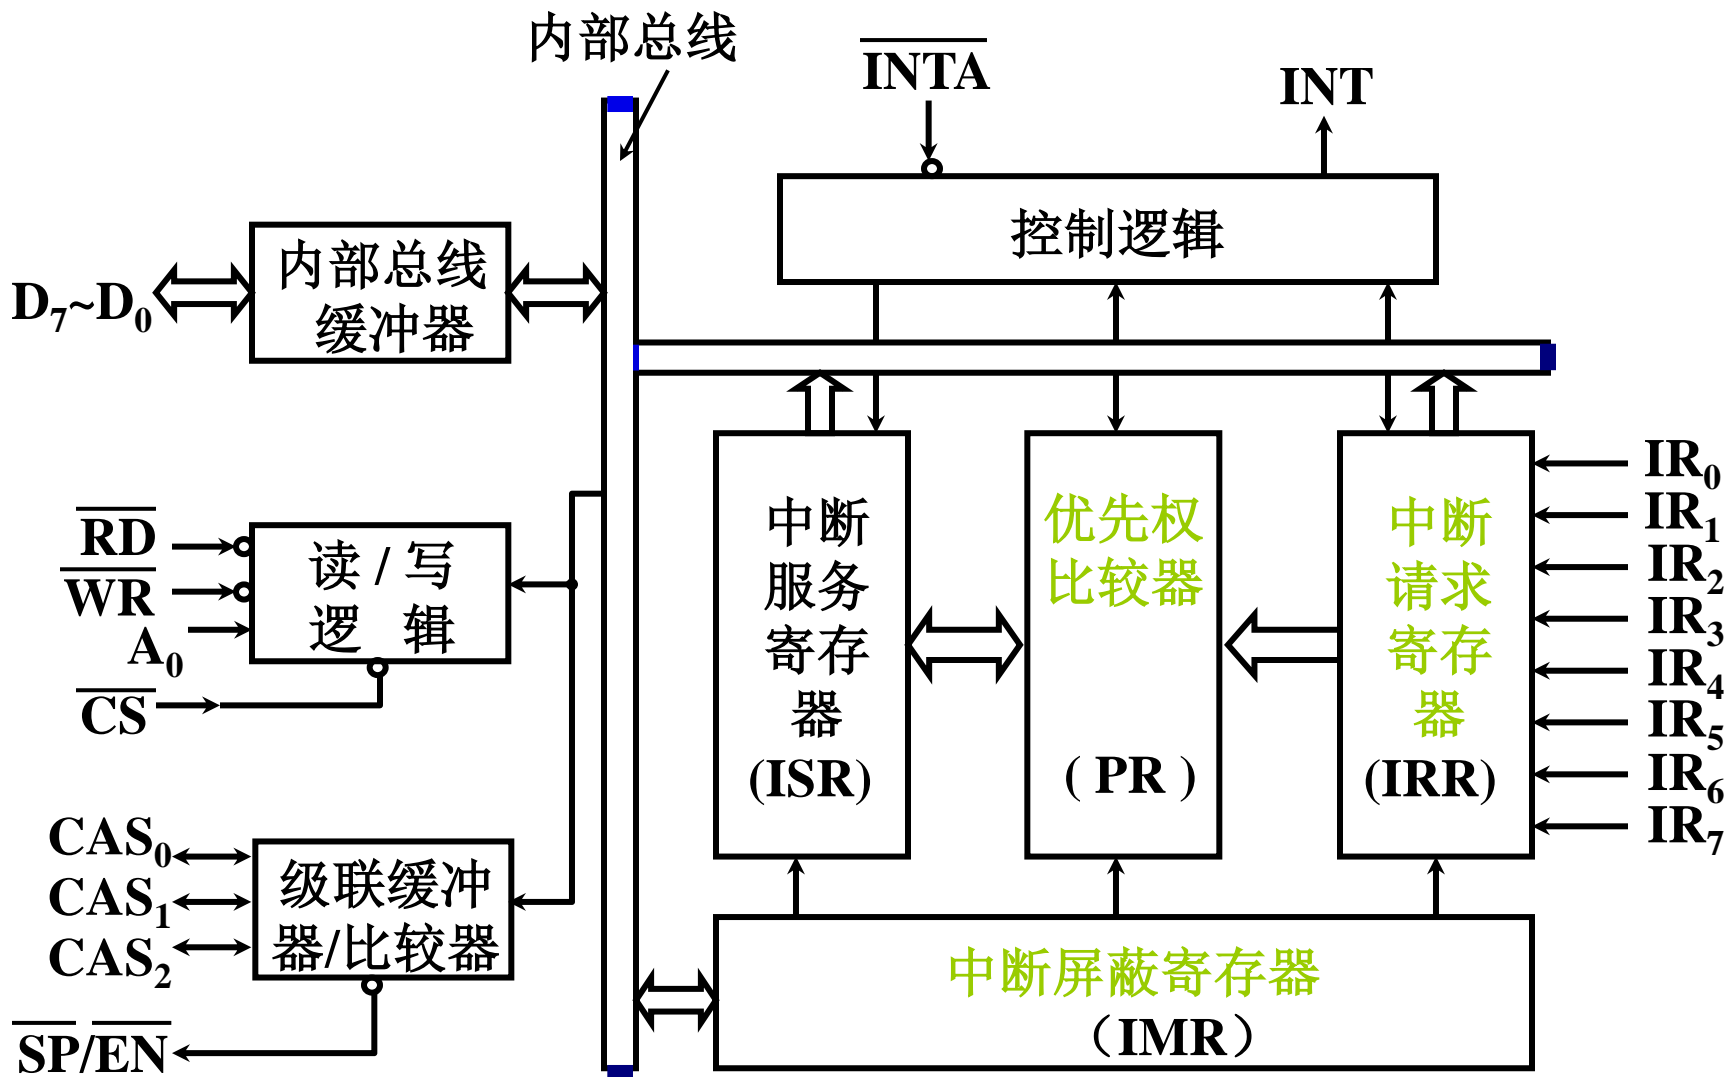 内部总线
INTA
INT
控制逻辑
内部总线
缓冲器
D7~D0
RD
WR
A0
CS
读 / 写
逻 辑
CAS0
CAS1
CAS2
级联缓冲
器/比较器
SP/EN
中断
服务
寄存
器
(ISR)
优先权
比较器
( PR )
中断
请求
寄存
器
(IRR)
IR0
IR1
IR2
IR3
IR4
IR5
IR6
IR7
中断屏蔽寄存器
（IMR）